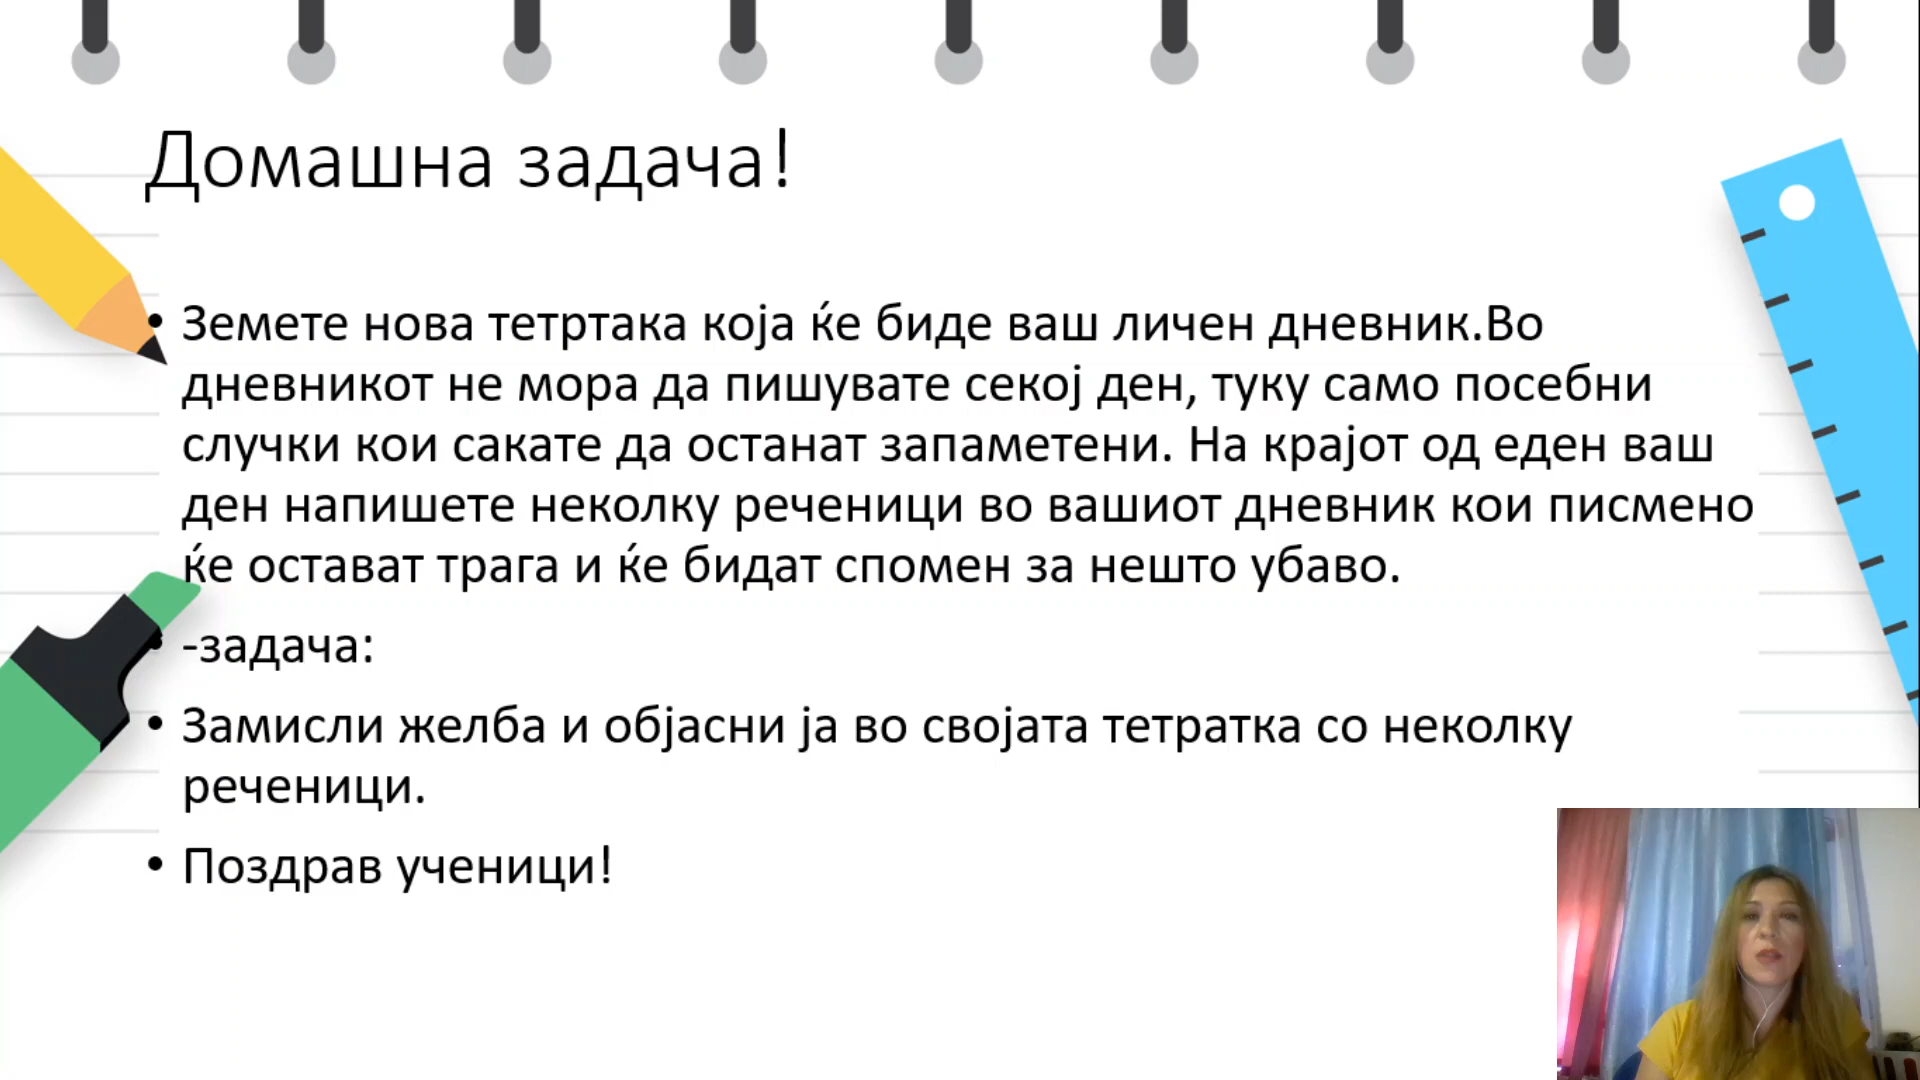 Домашна задача!
• Земете нова тетртака која ќе биде ваш личен дневник.Во
дневникот не мора да пишувате секој ден, туку само посебни
случки кои сакате да останат запаметени. На крајот од еден ваш
ден напишете неколку реченици во вашиот дневник кои писмено
ќе остават трага и ќе бидат спомен за нешто убаво.
• -задача:
• Замисли желба и објасни ја во својата тетратка со неколку
реченици.
• Поздрав ученици!